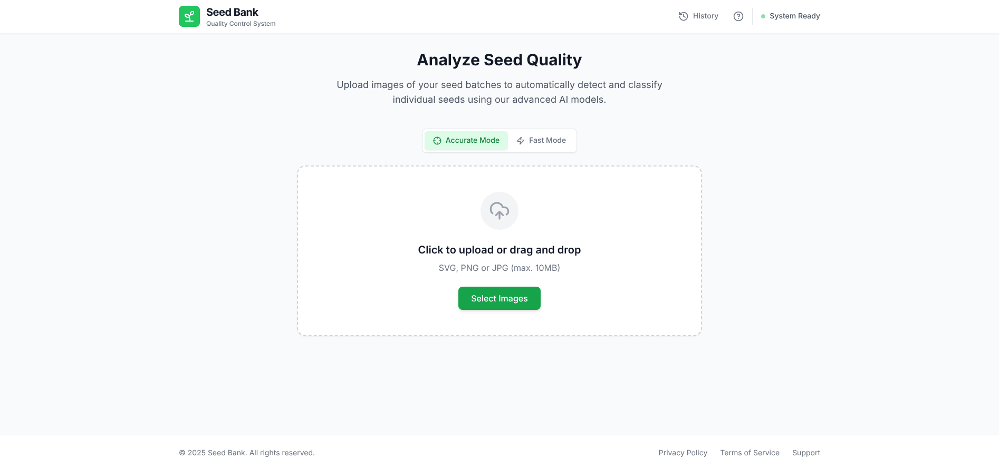 Seed Bank
Quality Control System
History
System Ready
Analyze Seed Quality
Upload images of your seed batches to automatically detect and classify
individual seeds using our advanced AI models.
Accurate Mode
Fast Mode
Click to upload or drag and drop
SVG, PNG or JPG (max. 10MB)
Select Images
© 2025 Seed Bank. All rights reserved.
Privacy Policy
Terms of Service
Support